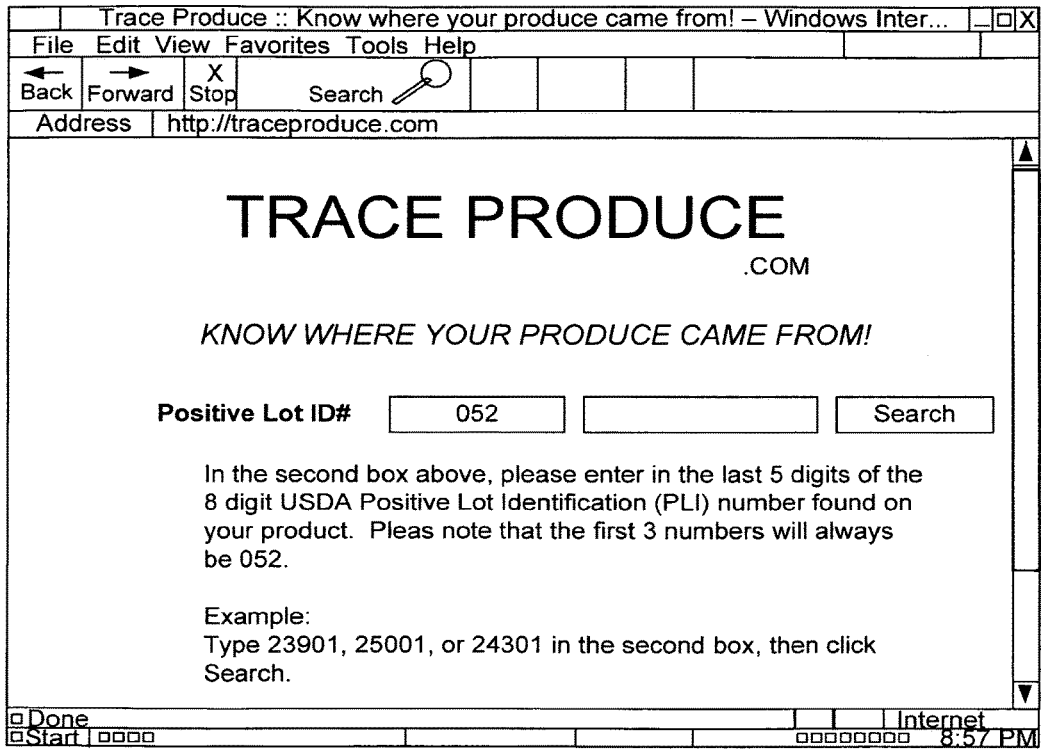 Trace Produce :: Know where your produce came from! – Windows Inter... X
File Edit View Favorites Tools Help
Back Forward X Stop Search
Address http://traceproduce.com
TRACE PRODUCE
.COM
KNOW WHERE YOUR PRODUCE CAME FROM!
Positive Lot ID# 052 Search
In the second box above, please enter in the last 5 digits of the
8 digit USDA Positive Lot Identification (PLI) number found on
your product. Pleas note that the first 3 numbers will always
be 052.
Example:
Type 23901, 25001, or 24301 in the second box, then click
Search.
Done Internet
Start 8:57 PM